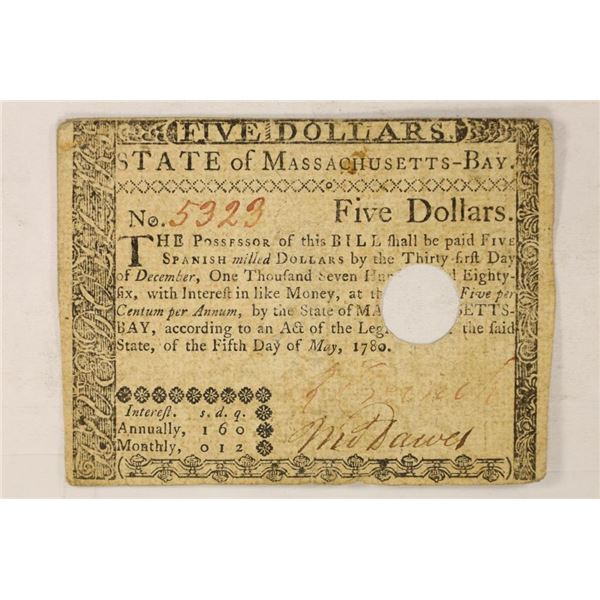 FIVE DOLLARS.
STATE of MASSACHUSETTS-BAY.
No. 5323 Five Dollars.
THE POSSESSOR of this BILL ſhall be paid FIVE
SPANISH milled DOLLARS by the Thirty-firſt Day
of December, One Thouſand Seven Hun d Eighty-
ſix, with Intereſt in like Money, at th Five per
Centum per Annum, by the State of MA SETTS-
BAY, according to an Act of the Legi f the ſaid
State, of the Fifth Day of May, 1780.
Intereſt. s. d. q.
Annually, 1 6 0
Monthly, 0 1 2
Dawes